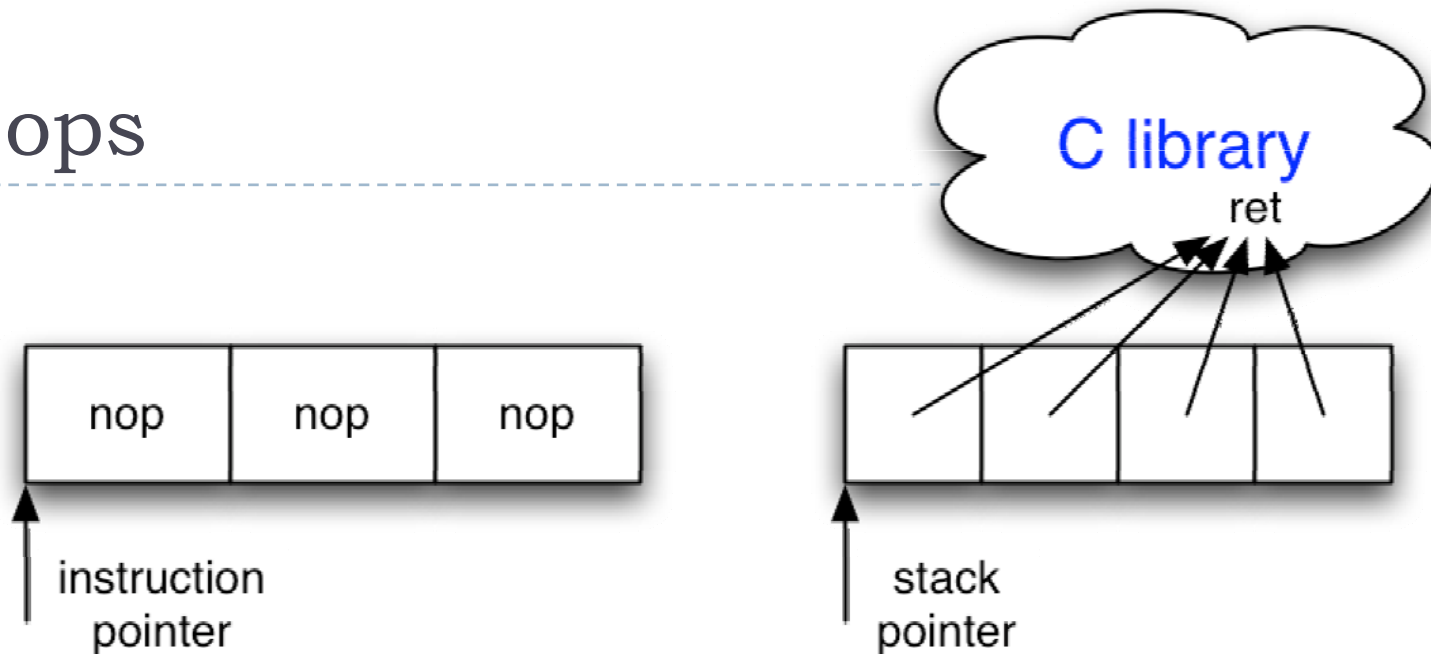 ops
C library
ret
nop nop nop
instruction
pointer
stack
pointer